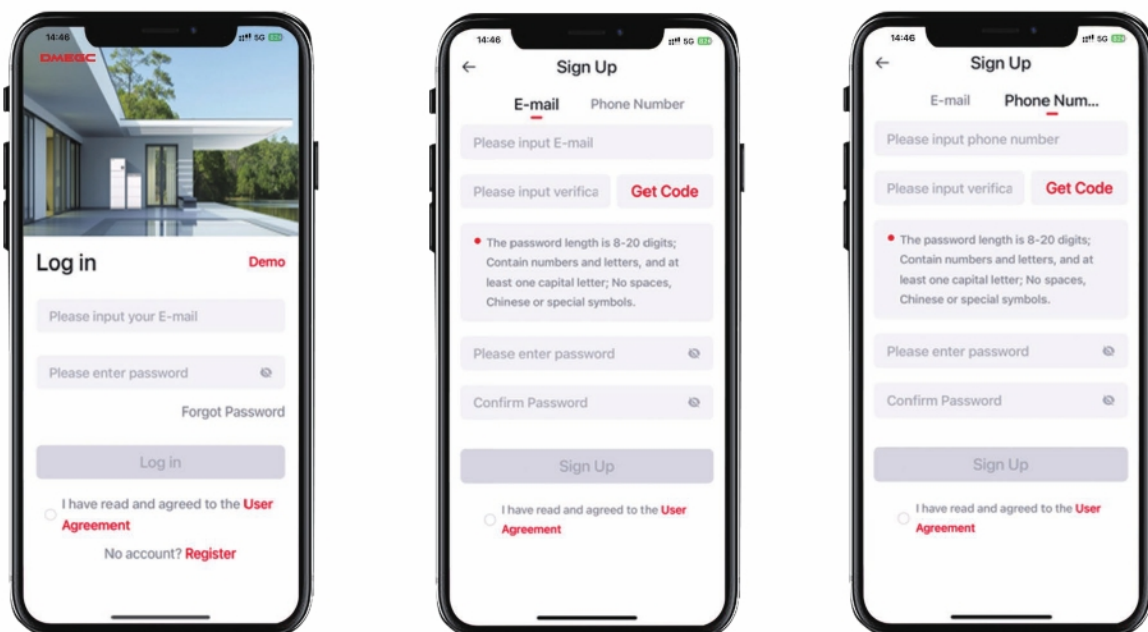 14:46
5G
DMEGC
Log in
Demo
Please input your E-mail
Please enter password
Forgot Password
Log in
I have read and agreed to the User
Agreement
No account? Register
14:46
5G
Sign Up
E-mail Phone Number
Please input E-mail
Please input verifica Get Code
The password length is 8-20 digits;
Contain numbers and letters, and at
least one capital letter; No spaces,
Chinese or special symbols.
Please enter password
Confirm Password
Sign Up
I have read and agreed to the User
Agreement
14:46
5G
Sign Up
E-mail Phone Num...
Please input phone number
Please input verifica Get Code
The password length is 8-20 digits;
Contain numbers and letters, and at
least one capital letter; No spaces,
Chinese or special symbols.
Please enter password
Confirm Password
Sign Up
I have read and agreed to the User
Agreement